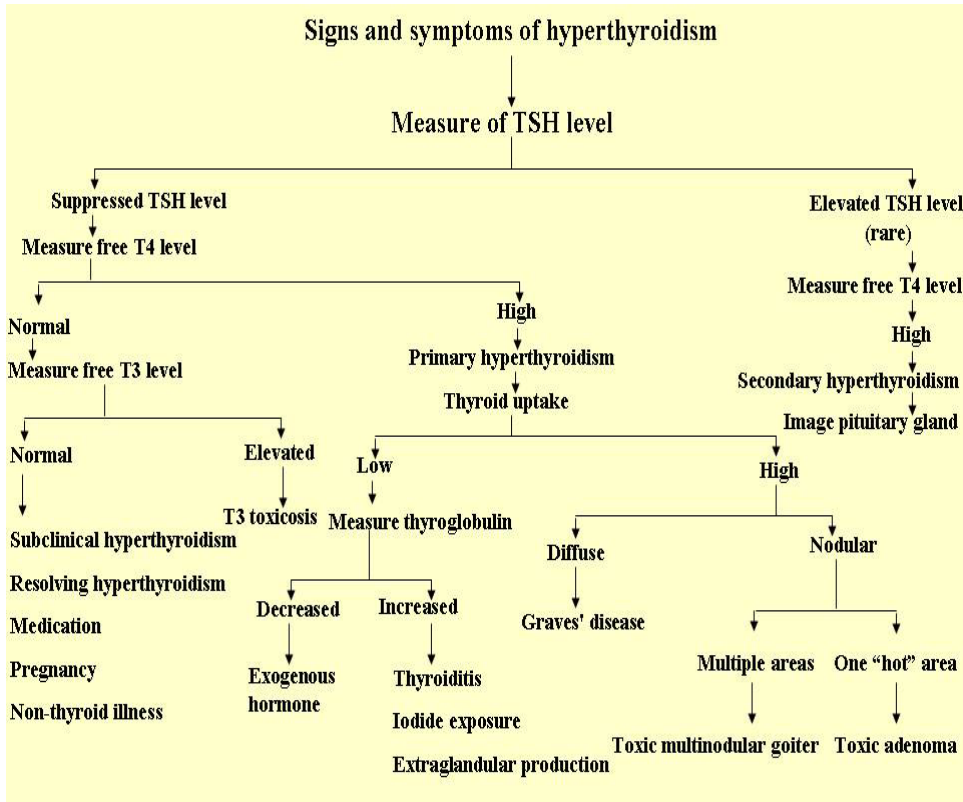 Signs and symptoms of hyperthyroidism
Measure of TSH level
Suppressed TSH level
Elevated TSH level
(rare)
Measure free T4 level
Measure free T4 level
Normal
High
High
Measure free T3 level
Primary hyperthyroidism
Secondary hyperthyroidism
Thyroid uptake
Image pituitary gland
Normal
Elevated
Low
High
T3 toxicosis
Measure thyroglobulin
Subclinical hyperthyroidism
Resolving hyperthyroidism
Medication
Pregnancy
Non-thyroid illness
Diffuse
Nodular
Decreased
Increased
Graves' disease
Exogenous
hormone
Thyroiditis
Iodide exposure
Extraglandular production
Multiple areas
One “hot” area
Toxic multinodular goiter
Toxic adenoma